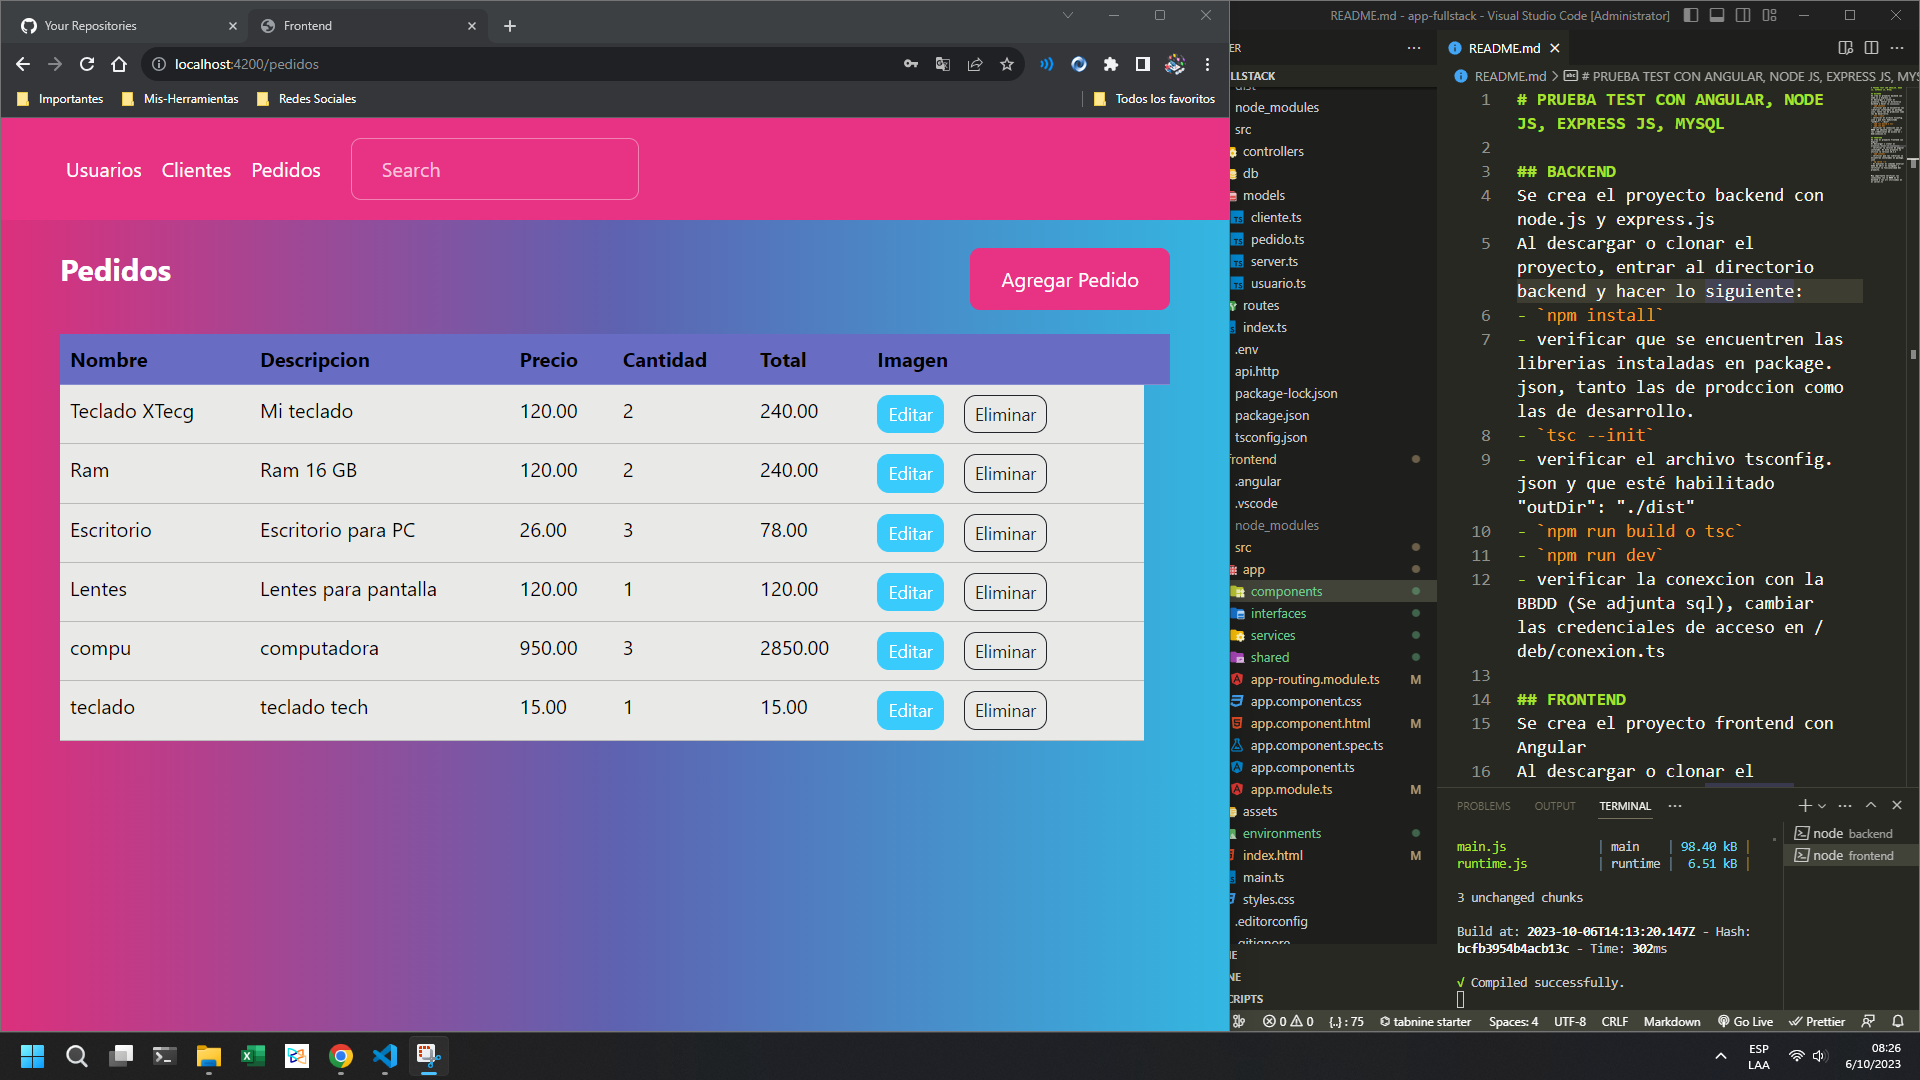 Your Repositories
Frontend
localhost:4200/pedidos
Importantes
Mis-Herramientas
Redes Sociales
Todos los favoritos
Usuarios Clientes Pedidos Search
Pedidos
Agregar Pedido
Nombre Descripcion Precio Cantidad Total Imagen
Teclado XTecg Mi teclado 120.00 2 240.00 Editar Eliminar
Ram Ram 16 GB 120.00 2 240.00 Editar Eliminar
Escritorio Escritorio para PC 26.00 3 78.00 Editar Eliminar
Lentes Lentes para pantalla 120.00 1 120.00 Editar Eliminar
compu computadora 950.00 3 2850.00 Editar Eliminar
teclado teclado tech 15.00 1 15.00 Editar Eliminar
README.md - app-fullstack - Visual Studio Code [Administrator]
ER
LLSTACK
dist
node_modules
src
controllers
db
models
cliente.ts
pedido.ts
server.ts
usuario.ts
routes
index.ts
.env
api.http
package-lock.json
package.json
tsconfig.json
rontend
.angular
.vscode
node_modules
src
app
components
interfaces
services
shared
app-routing.module.ts M
app.component.css
app.component.html M
app.component.spec.ts
app.component.ts
app.module.ts M
assets
environments
index.html M
main.ts
styles.css
.editorconfig
.gitignore
NE
CRIPTS
README.md
README.md > # PRUEBA TEST CON ANGULAR, NODE JS, EXPRESS JS, MYS
1 # PRUEBA TEST CON ANGULAR, NODE
JS, EXPRESS JS, MYSQL
2
3 ## BACKEND
4 Se crea el proyecto backend con
node.js y express.js
5 Al descargar o clonar el
proyecto, entrar al directorio
backend y hacer lo siguiente:
6 - `npm install`
7 - verificar que se encuentren las
librerias instaladas en package.
json, tanto las de prodccion como
las de desarrollo.
8 - `tsc --init`
9 - verificar el archivo tsconfig.
json y que esté habilitado
"outDir": "./dist"
10 - `npm run build o tsc`
11 - `npm run dev`
12 - verificar la conexcion con la
BBDD (Se adjunta sql), cambiar
las credenciales de acceso en /
deb/conexion.ts
13
14 ## FRONTEND
15 Se crea el proyecto frontend con
Angular
16 Al descargar o clonar el
PROBLEMS OUTPUT TERMINAL
main.js | main | 98.40 kB |
runtime.js | runtime | 6.51 kB |
3 unchanged chunks
Build at: 2023-10-06T14:13:20.147Z - Hash:
bcfb3954b4acb13c - Time: 302ms
√ Compiled successfully.
node backend
node frontend
0 0 {..} : 75 tabnine starter Spaces: 4 UTF-8 CRLF Markdown Go Live Prettier
ESP
LAA
08:26
6/10/2023